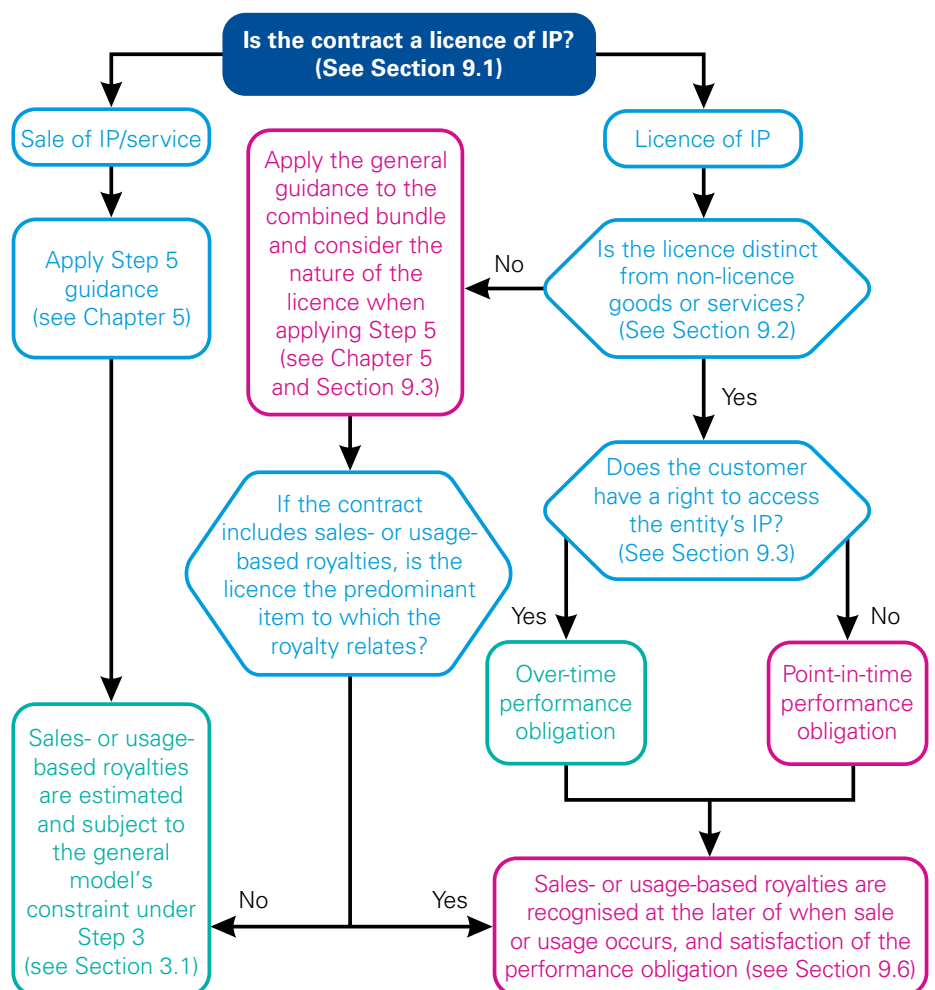 Is the contract a licence of IP?
(See Section 9.1)
Sale of IP/service
Licence of IP
Apply Step 5
guidance
(see Chapter 5)
Apply the general
guidance to the
combined bundle
and consider the
nature of the
licence when
applying Step 5
(see Chapter 5
and Section 9.3)
No
Is the licence distinct
from non-licence
goods or services?
(See Section 9.2)
Yes
Does the customer
have a right to access
the entity's IP?
(See Section 9.3)
If the contract
includes sales- or usage-
based royalties, is the
licence the predominant
item to which the
royalty relates?
Yes
No
Over-time
performance
obligation
Point-in-time
performance
obligation
Sales- or usage-
based royalties
are estimated
and subject to
the general
model's
constraint under
Step 3
(see Section 3.1)
No
Yes
Sales- or usage-based royalties are
recognised at the later of when sale
or usage occurs, and satisfaction of the
performance obligation (see Section 9.6)